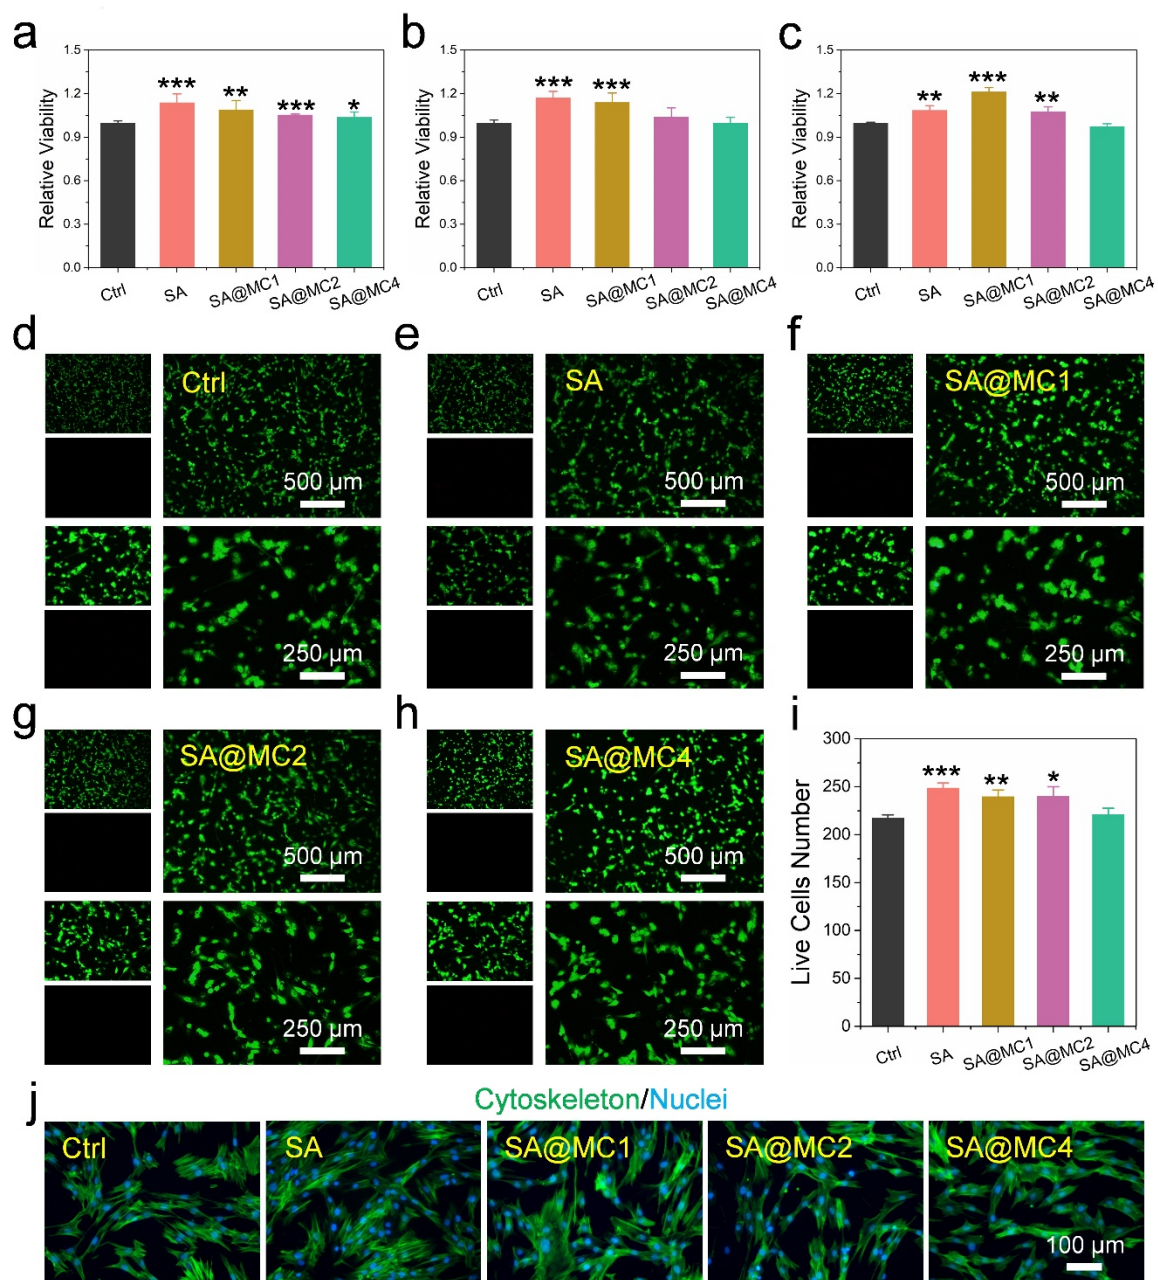 a
1.5
1.2
0.9
0.6
0.3
0.0
Relative Viability
***
**
***
*
Ctrl
SA
SA@MC1
SA@MC2
SA@MC4
b
1.5
1.2
0.9
0.6
0.3
0.0
Relative Viability
***
***
Ctrl
SA
SA@MC1
SA@MC2
SA@MC4
c
1.5
1.2
0.9
0.6
0.3
0.0
Relative Viability
**
***
**
Ctrl
SA
SA@MC1
SA@MC2
SA@MC4
d
Ctrl
500 µm
250 µm
e
SA
500 µm
250 µm
f
SA@MC1
500 µm
250 µm
g
SA@MC2
500 µm
250 µm
h
SA@MC4
500 µm
250 µm
i
300
250
200
150
100
50
0
Live Cells Number
***
**
*
Ctrl
SA
SA@MC1
SA@MC2
SA@MC4
j
Cytoskeleton/Nuclei
Ctrl
SA
SA@MC1
SA@MC2
SA@MC4
100 µm